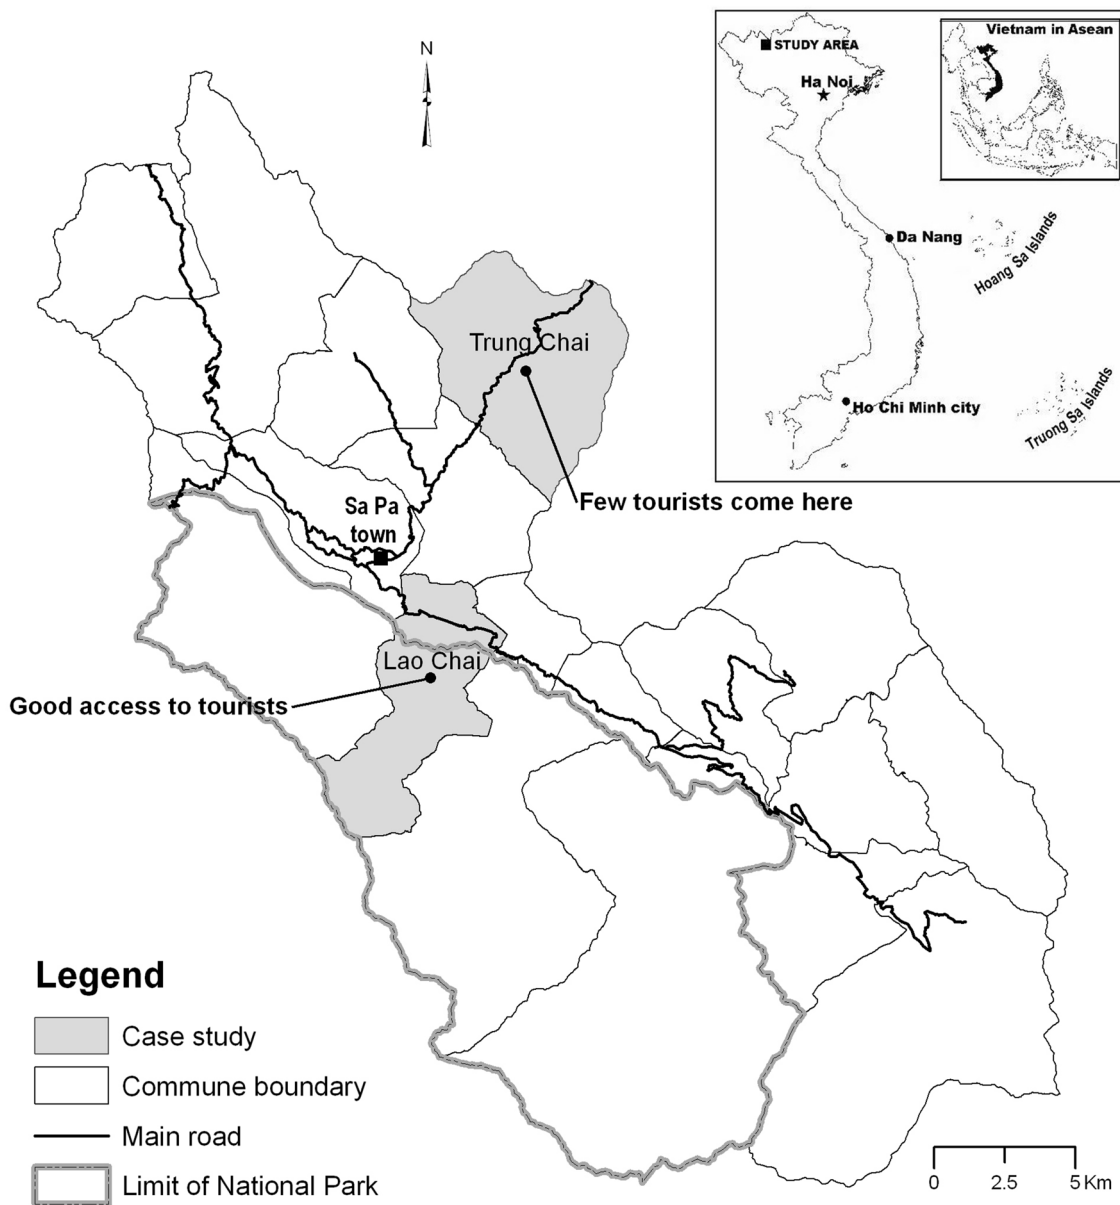 N
Vietnam in Asean
STUDY AREA
Ha Noi
Da Nang
Hoang Sa Islands
Ho Chi Minh city
Truong Sa Islands
Trung Chai
Few tourists come here
Sa Pa
town
Lao Chai
Good access to tourists
Legend
Case study
Commune boundary
Main road
Limit of National Park
0 2.5 5 Km